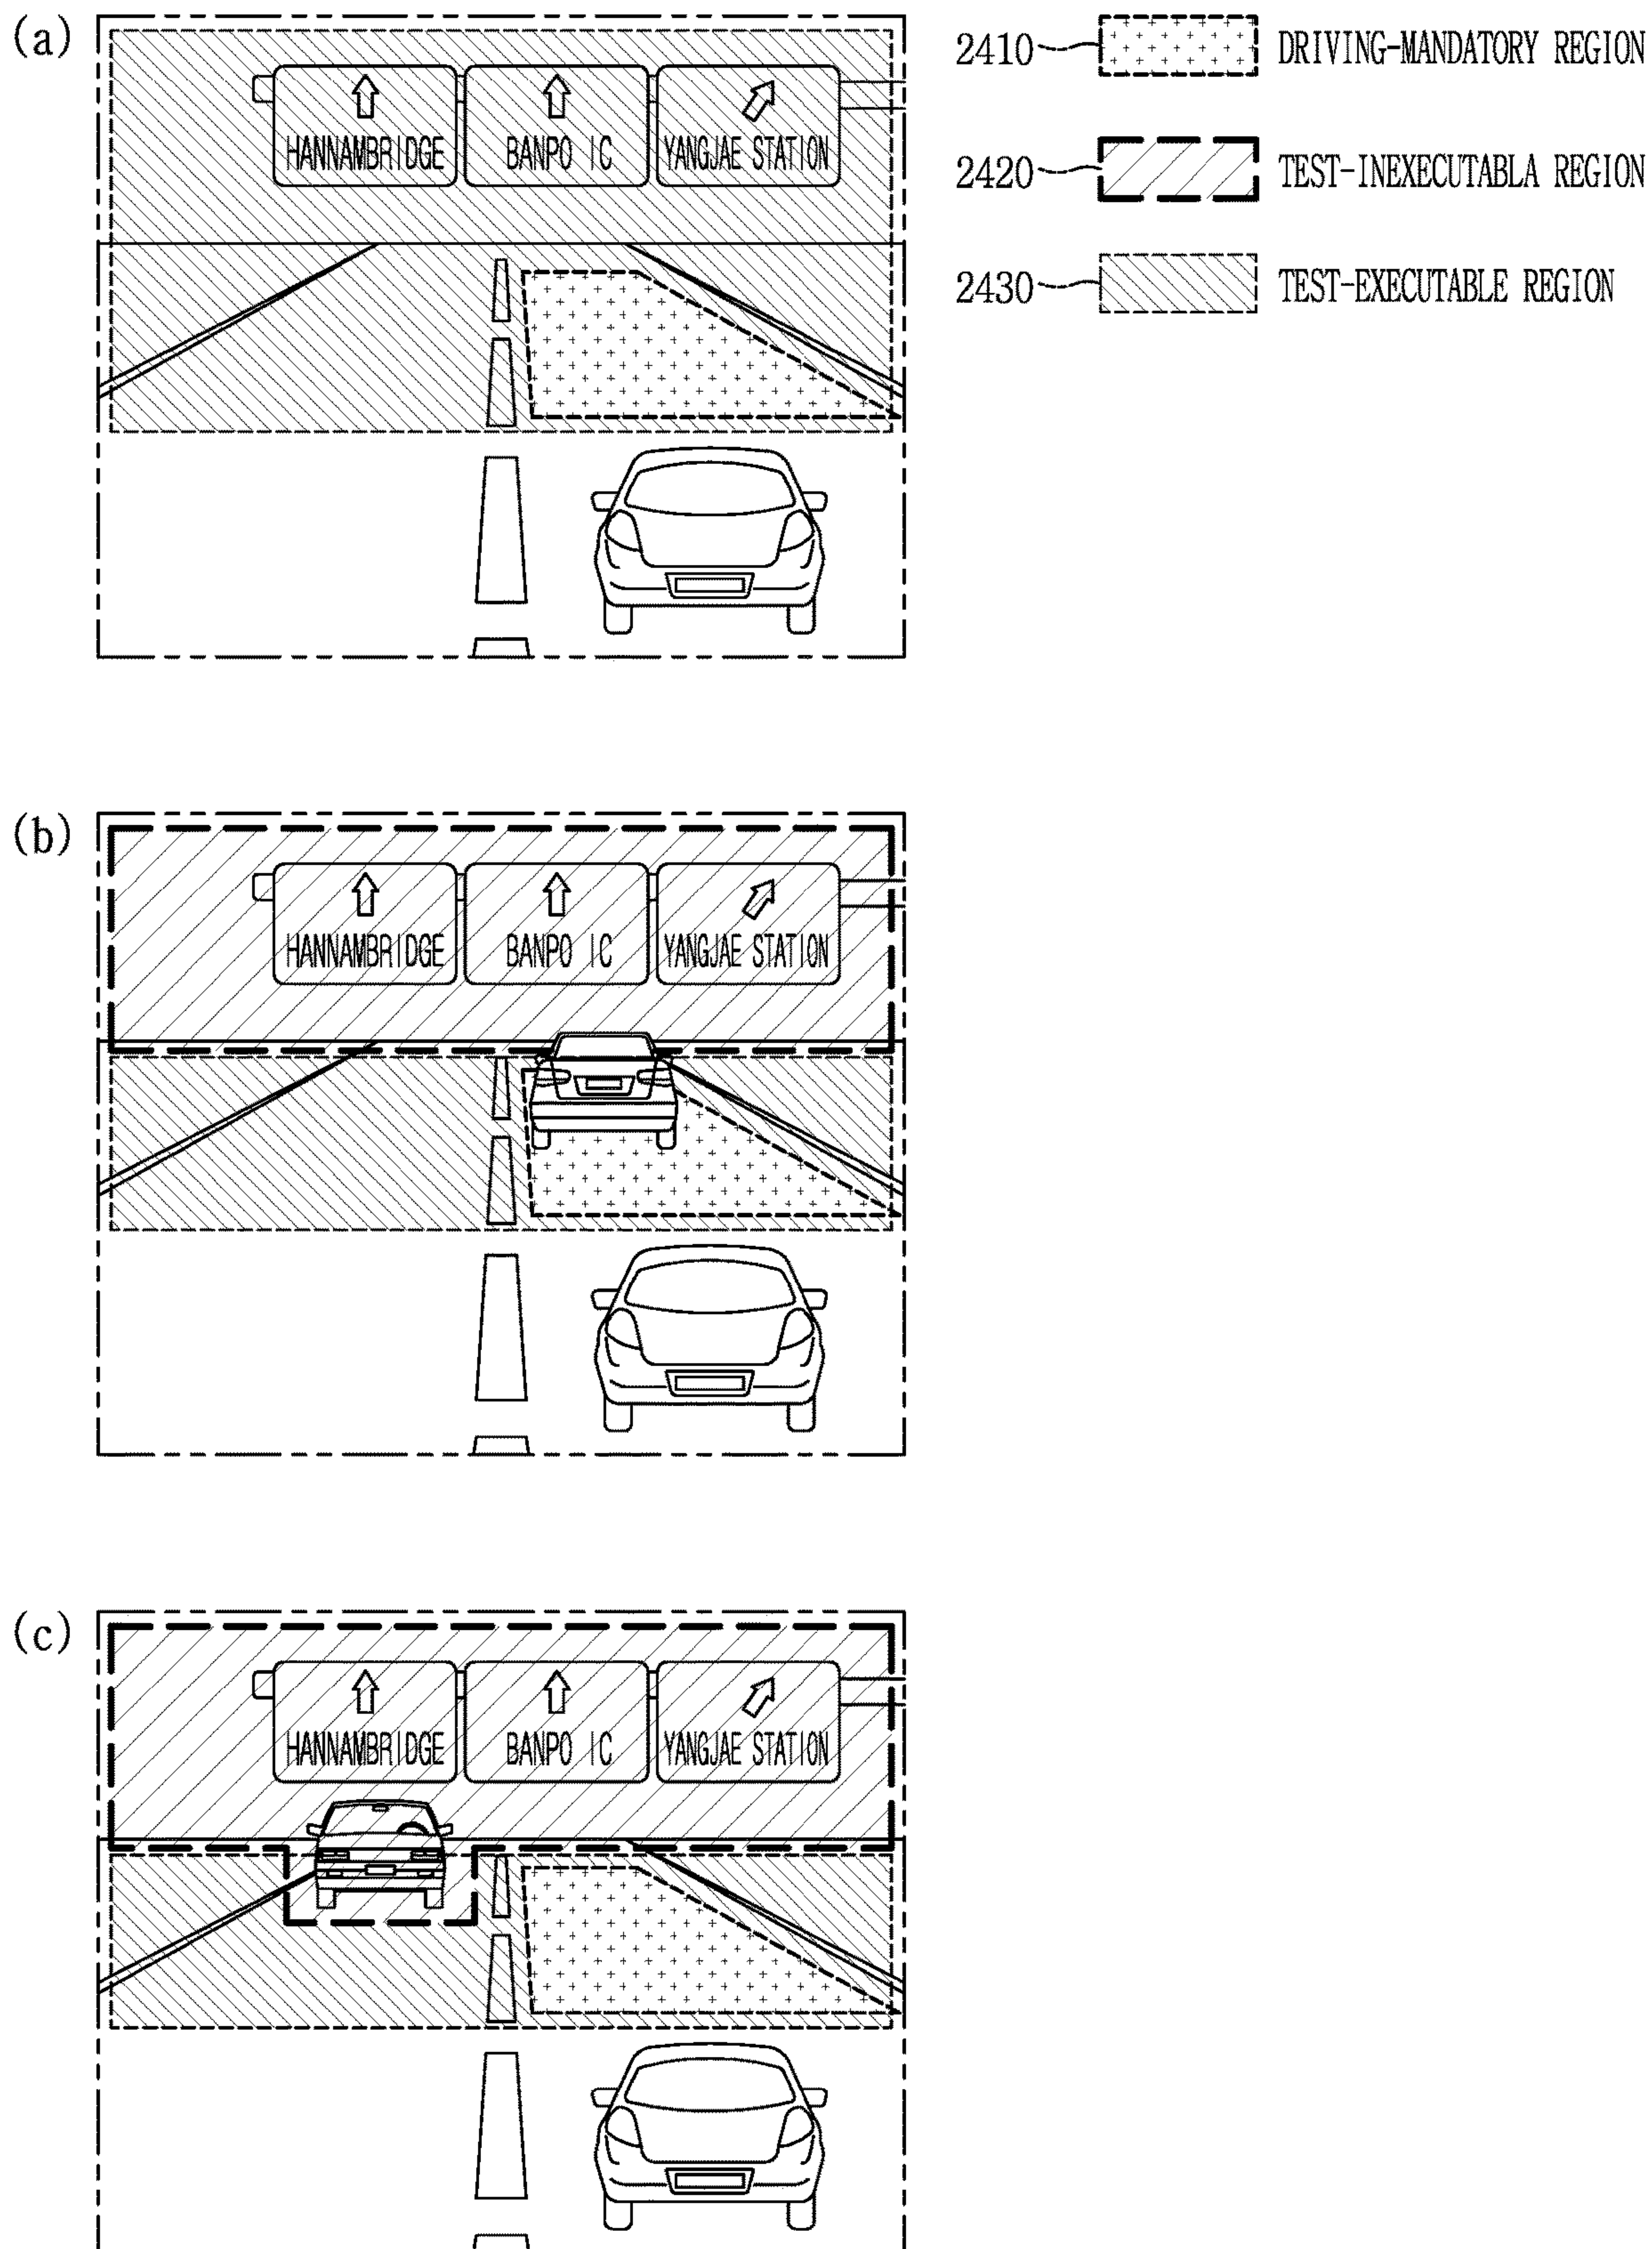 (a)
HANNAMBRIDGE BANPO IC YANGJAE STATION
2410 DRIVING-MANDATORY REGION
2420 TEST-INEXECUTABLA REGION
2430 TEST-EXECUTABLE REGION
(b)
HANNAMBRIDGE BANPO IC YANGJAE STATION
(c)
HANNAMBRIDGE BANPO IC YANGJAE STATION